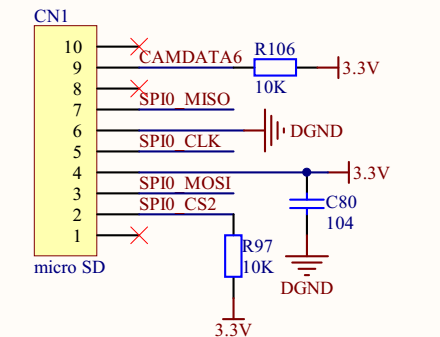 CN1
10
9 CAMDATA6 R106 10K 3.3V
8
7 SPI0_MISO
6 DGND
5 SPI0_CLK
4 3.3V
3 SPI0_MOSI
2 SPI0_CS2
1
C80
104
R97
10K
micro SD
DGND
3.3V